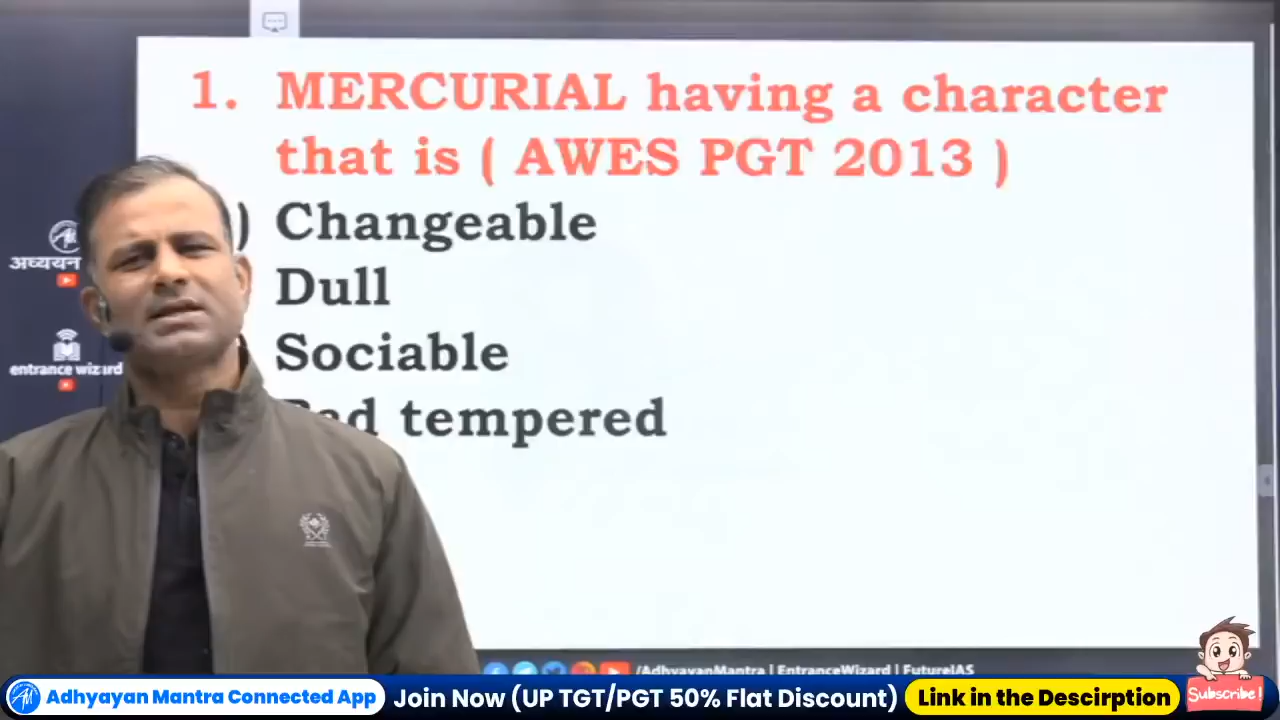 1. MERCURIAL having a character
that is ( AWES PGT 2013 )
) Changeable
Dull
Sociable
tempered
अध्ययन
entrance wizard
/AdhyayanMantra | EntranceWizard | FutureIAS
Adhyayan Mantra Connected App
Join Now (UP TGT/PGT 50% Flat Discount)
Link in the Descirption
Subscribe!